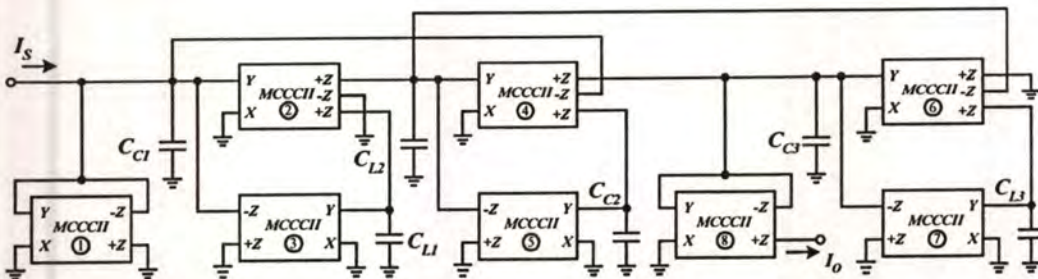 I_S
Y MCCCII X ② +Z -Z +Z
Y MCCCII X ④ +Z -Z +Z
Y MCCCII X ⑥ +Z -Z +Z
C_C1
C_L2
C_C3
Y MCCCII X ① -Z +Z
-Z MCCCII +Z ③ Y X
C_L1
-Z MCCCII +Z ⑤ Y X
C_C2
Y MCCCII X ⑧ -Z +Z
I_O
-Z MCCCII +Z ⑦ Y X
C_L3